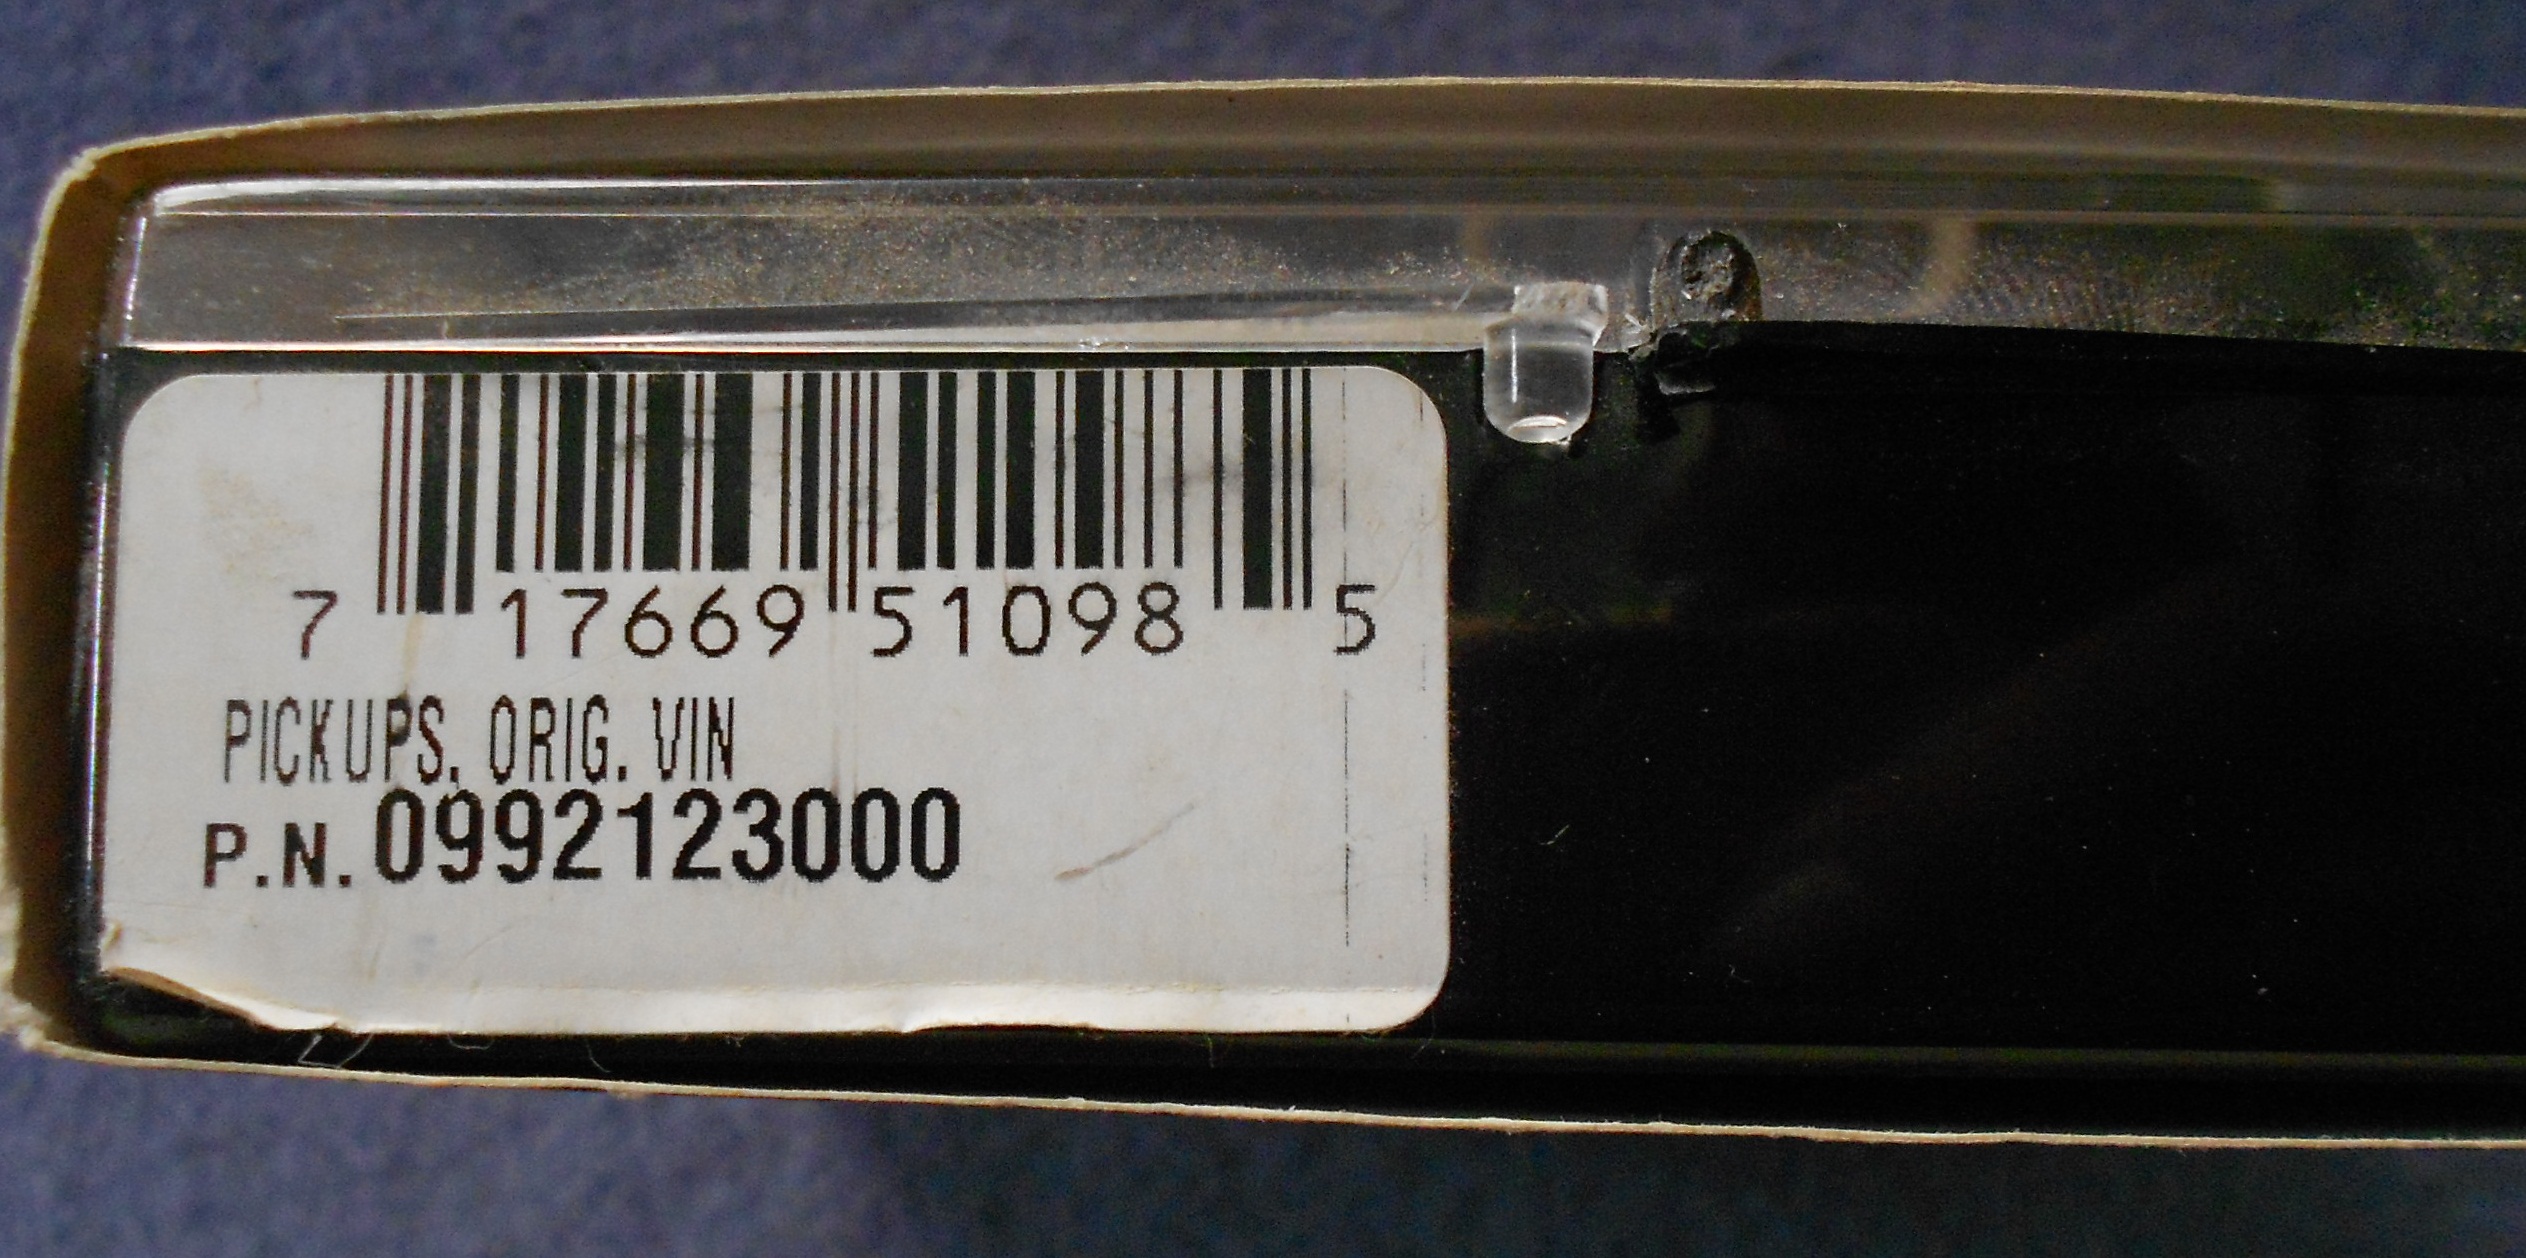 7 17669 51098 5
PICKUPS, ORIG. VIN
P.N. 0992123000